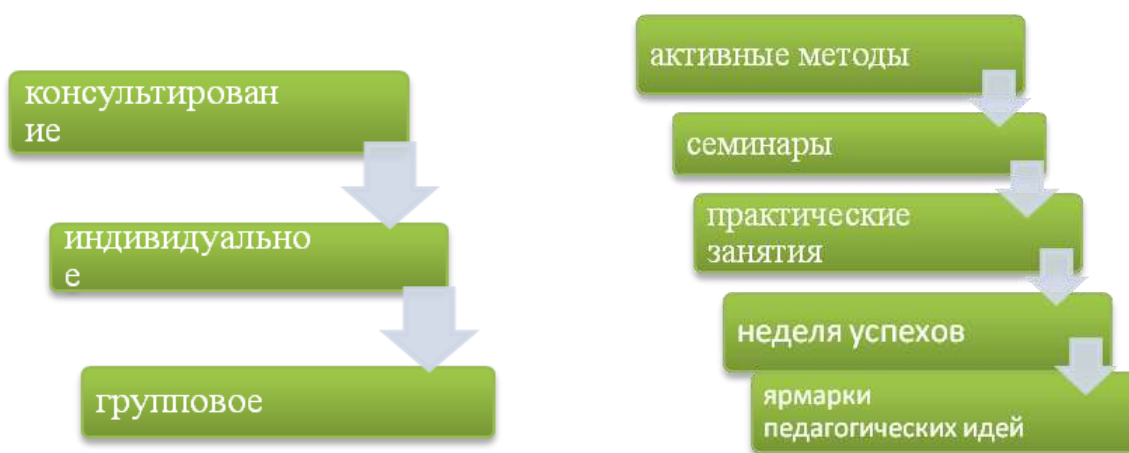 консультирован
ие
индивидуально
е
групповое
активные методы
семинары
практические
занятия
неделя успехов
ярмарки
педагогических идей